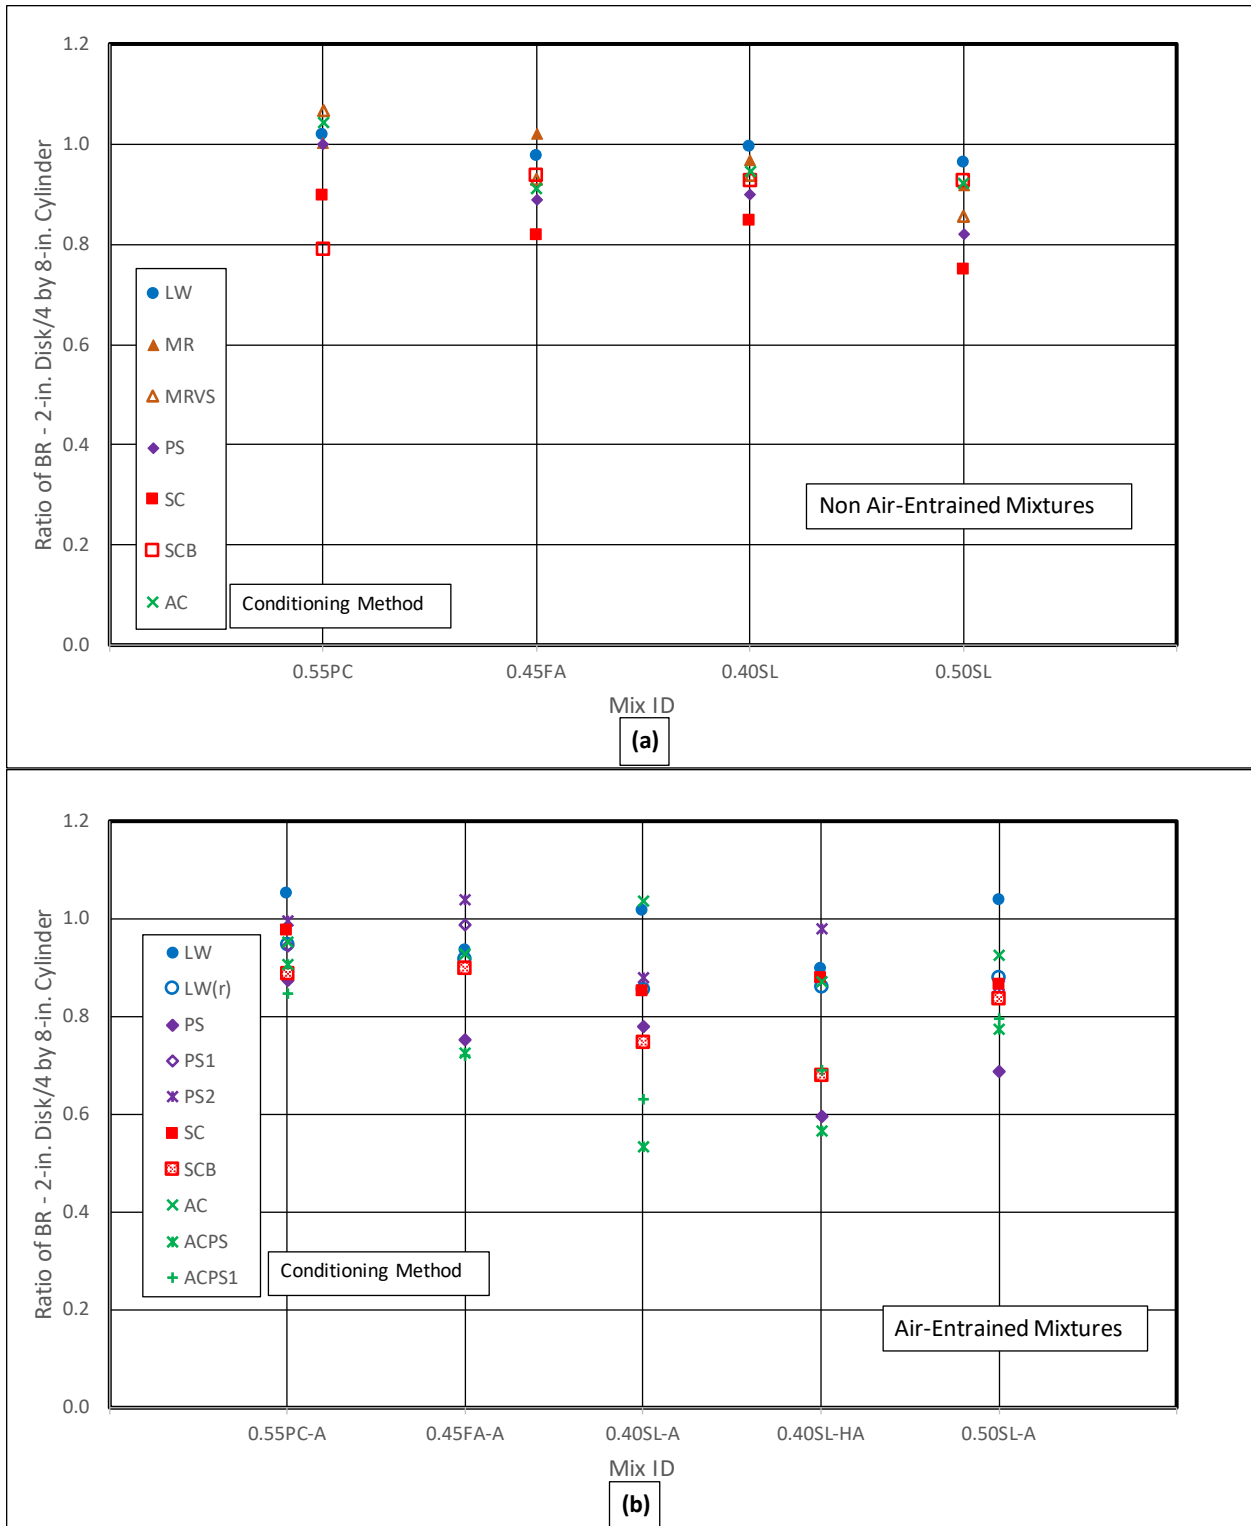 1.2
1.0
0.8
0.6
0.4
0.2
0.0
Ratio of BR - 2-in. Disk/4 by 8-in. Cylinder
LW
MR
MRVS
PS
SC
SCB
AC
Conditioning Method
Non Air-Entrained Mixtures
0.55PC
0.45FA
0.40SL
0.50SL
Mix ID
(a)
1.2
1.0
0.8
0.6
0.4
0.2
0.0
Ratio of BR - 2-in. Disk/4 by 8-in. Cylinder
LW
LW(r)
PS
PS1
PS2
SC
SCB
AC
ACPS
ACPS1
Conditioning Method
Air-Entrained Mixtures
0.55PC-A
0.45FA-A
0.40SL-A
0.40SL-HA
0.50SL-A
Mix ID
(b)